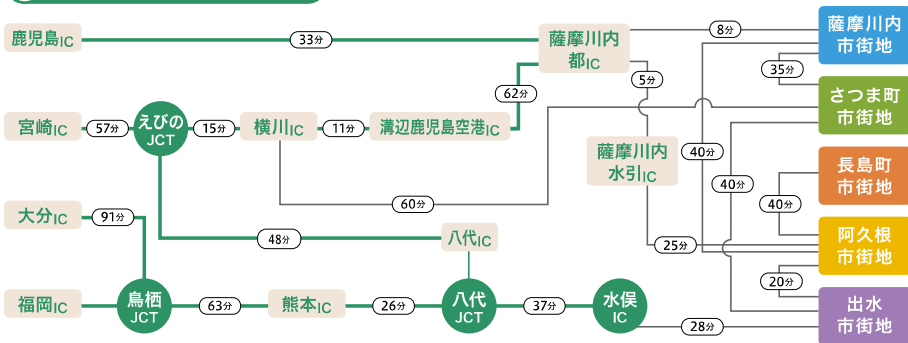 鹿児島IC
33分
薩摩川内
都IC
8分
薩摩川内
市街地
35分
5分
62分
さつま町
市街地
宮崎IC
57分
えびの
JCT
15分
横川IC
11分
溝辺鹿児島空港IC
薩摩川内
水引IC
40分
長島町
市街地
40分
40分
60分
大分IC
91分
48分
八代IC
25分
阿久根
市街地
20分
福岡IC
鳥栖
JCT
63分
熊本IC
26分
八代
JCT
37分
水俣
IC
28分
出水
市街地